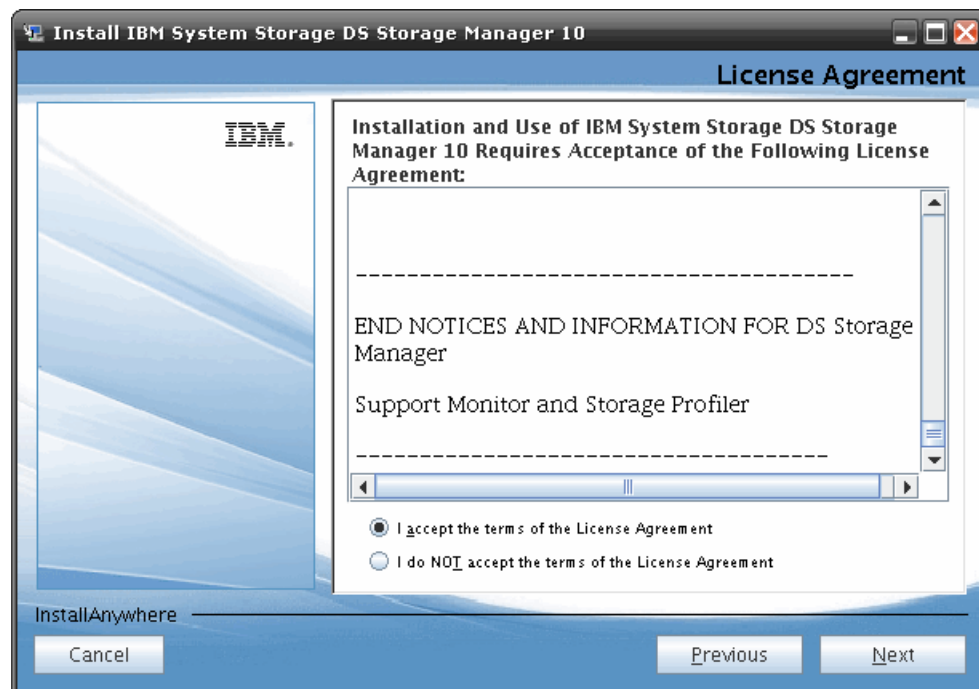 Install IBM System Storage DS Storage Manager 10
License Agreement
IBM.
Installation and Use of IBM System Storage DS Storage
Manager 10 Requires Acceptance of the Following License
Agreement:
---------------------------------------
END NOTICES AND INFORMATION FOR DS Storage
Manager
Support Monitor and Storage Profiler
-------------------------------------
I accept the terms of the License Agreement
I do NOT accept the terms of the License Agreement
InstallAnywhere
Cancel
Previous
Next